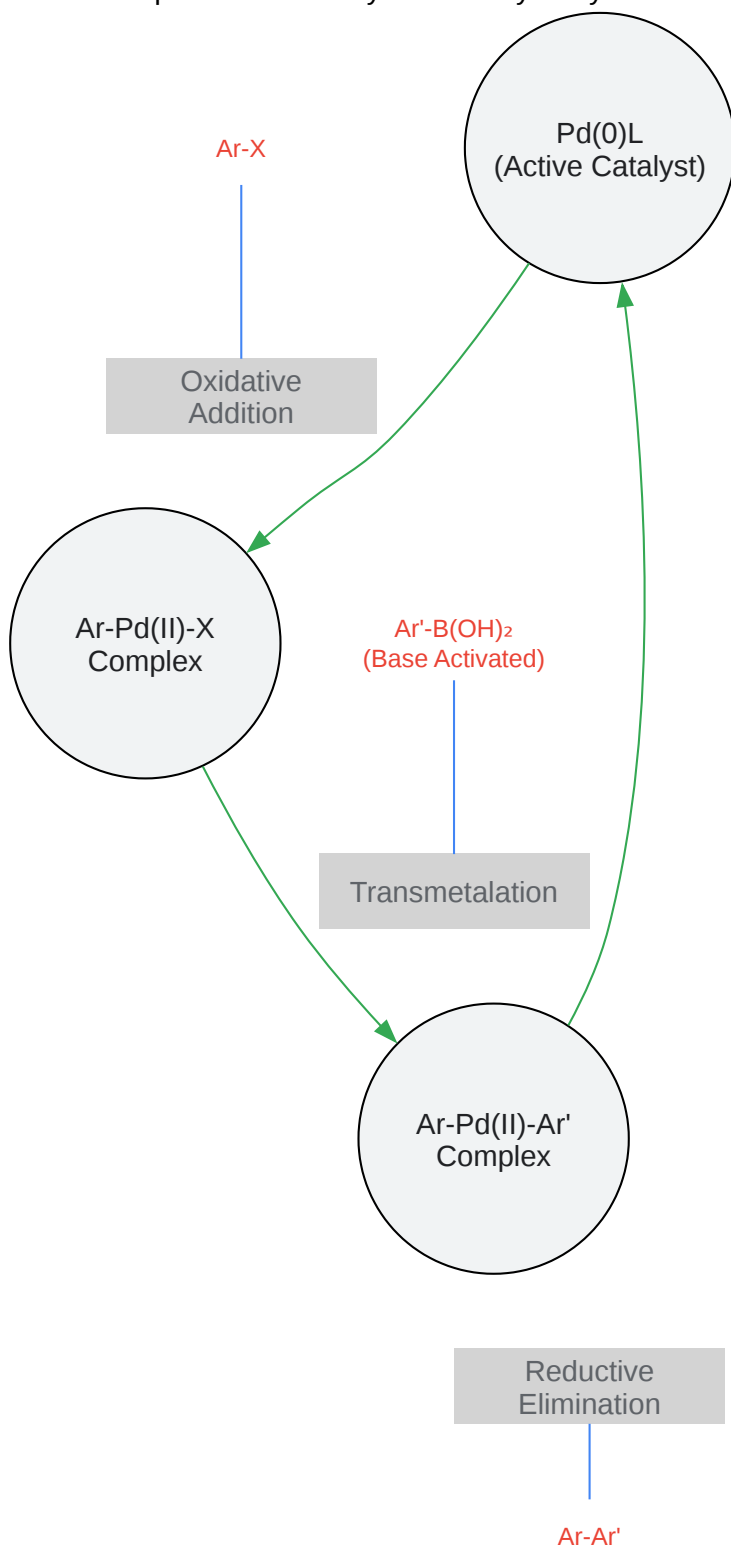 Pd(0)L
(Active Catalyst)
Ar-X
Oxidative
Addition
Ar-Pd(II)-X
Complex
Ar'-B(OH)₂
(Base Activated)
Transmetalation
Ar-Pd(II)-Ar'
Complex
Reductive
Elimination
Ar-Ar'